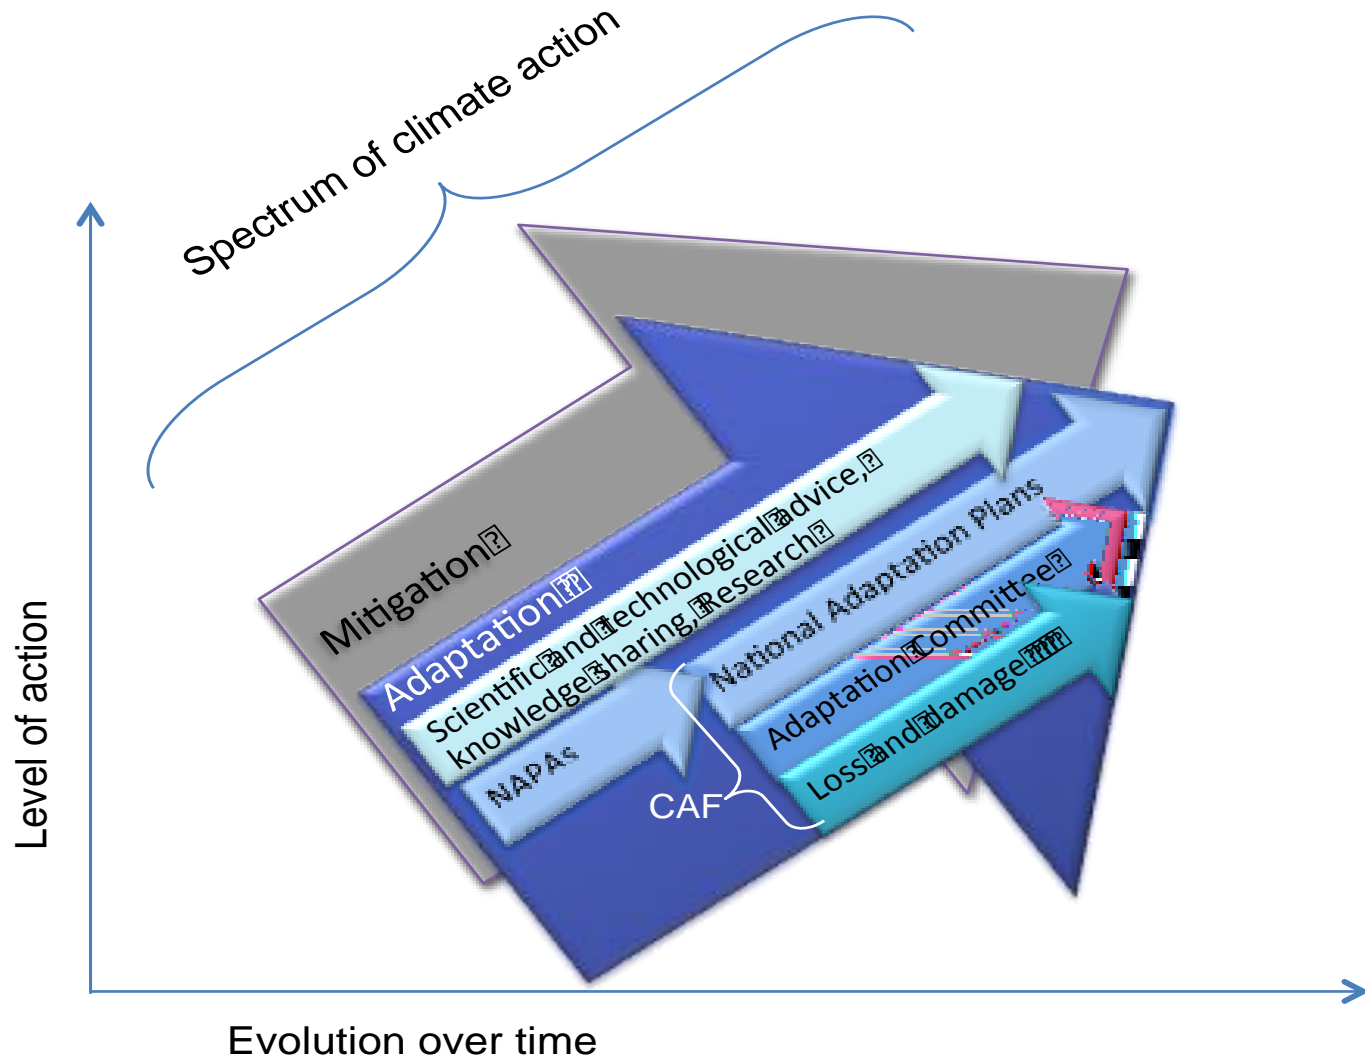 Spectrum of climate action
Mitigation
Adaptation
Scientific and technological advice,
knowledge sharing, Research
NAPAs
National Adaptation Plans
Adaptation Committee
Loss and damage
CAF
Level of action
Evolution over time